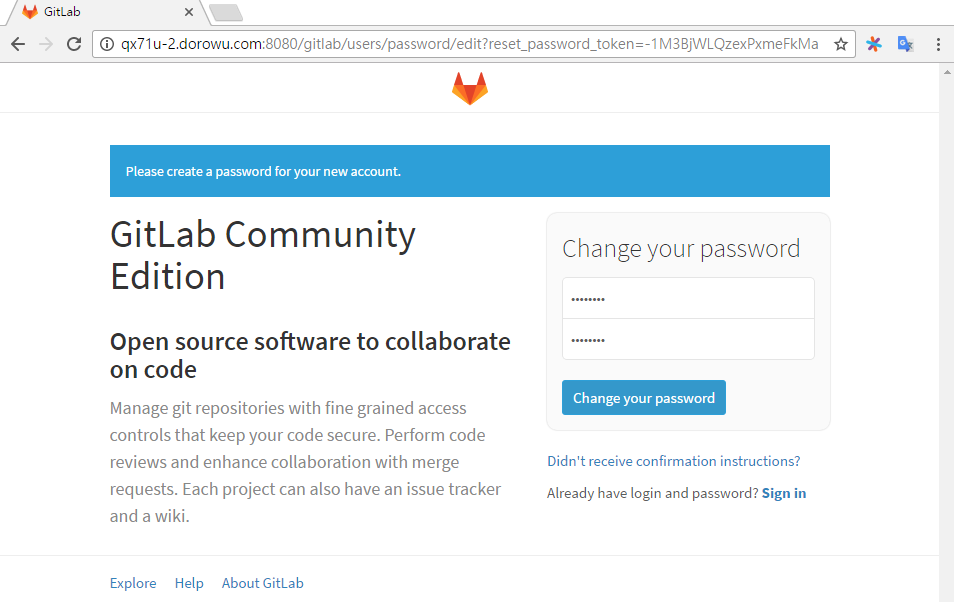 GitLab
qx71u-2.dorowu.com:8080/gitlab/users/password/edit?reset_password_token=-1M3BjWLQzexPxmeFkMa
Please create a password for your new account.
GitLab Community
Edition
Open source software to collaborate
on code
Manage git repositories with fine grained access
controls that keep your code secure. Perform code
reviews and enhance collaboration with merge
requests. Each project can also have an issue tracker
and a wiki.
Change your password
••••••••
••••••••
Change your password
Didn't receive confirmation instructions?
Already have login and password? Sign in
Explore Help About GitLab